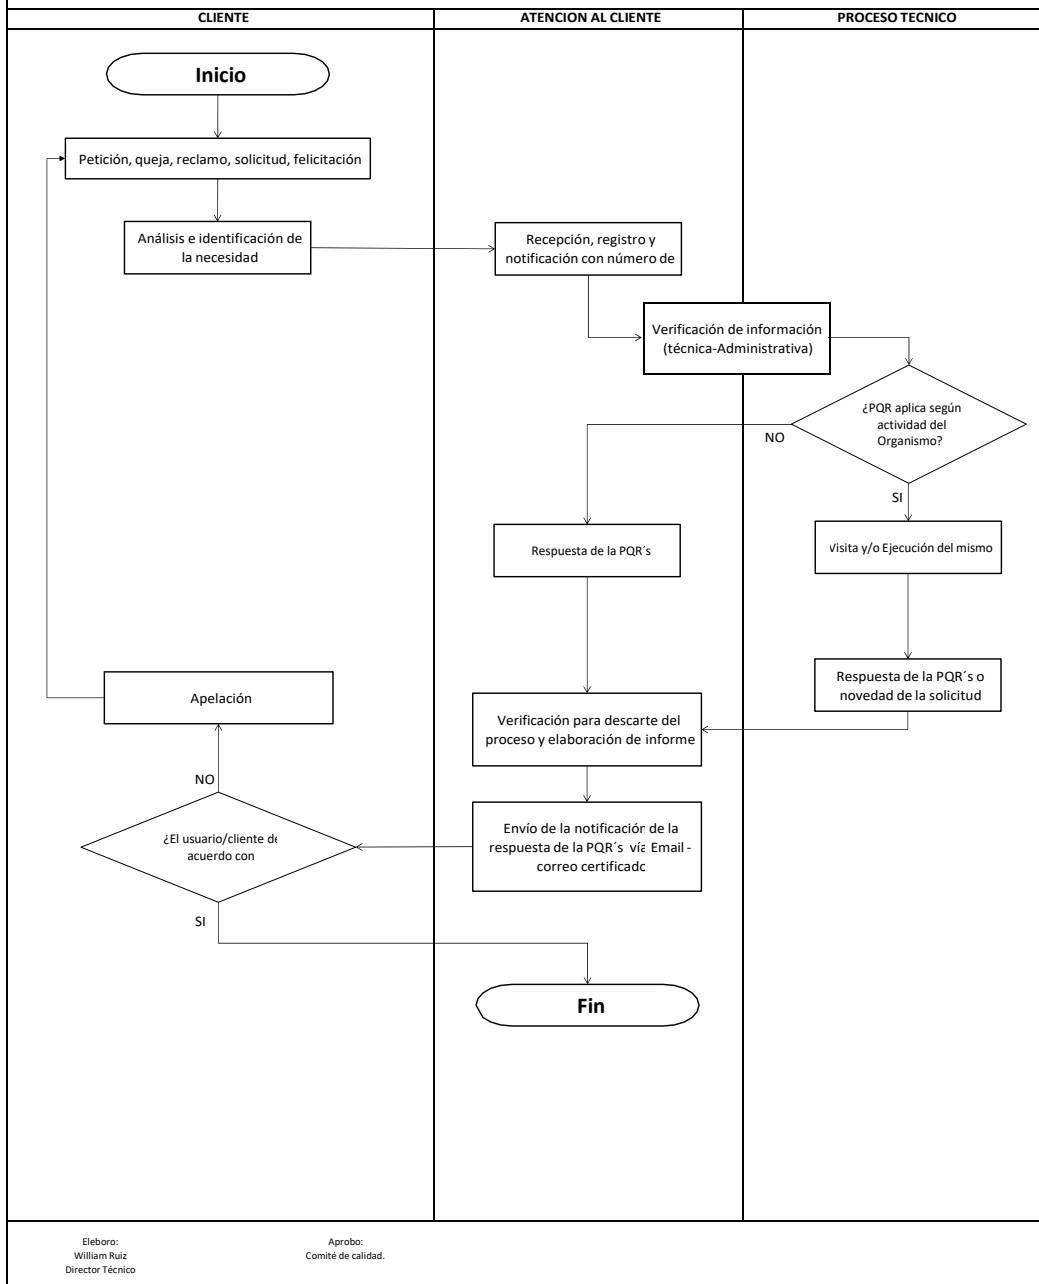 CLIENTE
ATENCION AL CLIENTE
PROCESO TECNICO
Inicio
Petición, queja, reclamo, solicitud, felicitación
Análisis e identificación de
la necesidad
Recepción, registro y
notificación con número de
Verificación de información
(técnica-Administrativa)
¿PQR aplica según
actividad del
Organismo?
NO
SI
Respuesta de la PQR´s
Visita y/o Ejecución del mismo
Respuesta de la PQR´s o
novedad de la solicitud
Apelación
Verificación para descarte del
proceso y elaboración de informe
NO
¿El usuario/cliente de
acuerdo con
Envío de la notificación de la
respuesta de la PQR´s vía Email -
correo certificado
SI
Fin
Eleboro:
William Ruiz
Director Técnico
Aprobo:
Comité de calidad.